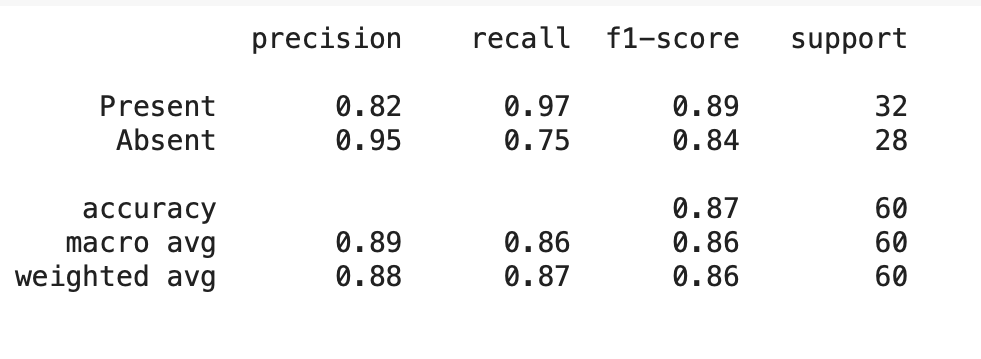 precision recall f1-score support
Present 0.82 0.97 0.89 32
Absent 0.95 0.75 0.84 28
accuracy 0.87 60
macro avg 0.89 0.86 0.86 60
weighted avg 0.88 0.87 0.86 60